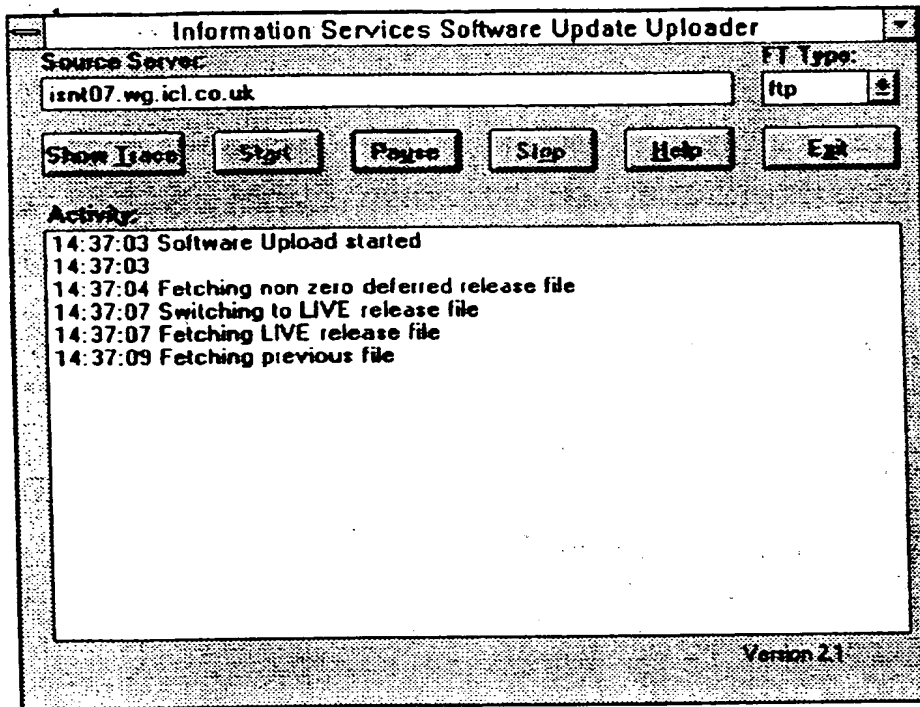 Information Services Software Update Uploader
Source Server: FT Type:
isnt07.wg.icl.co.uk ftp
Show Trace Start Pause Stop Help Exit
Activity:
14:37:03 Software Upload started
14:37:03
14:37:04 Fetching non zero deferred release file
14:37:07 Switching to LIVE release file
14:37:07 Fetching LIVE release file
14:37:09 Fetching previous file
Version 2.1